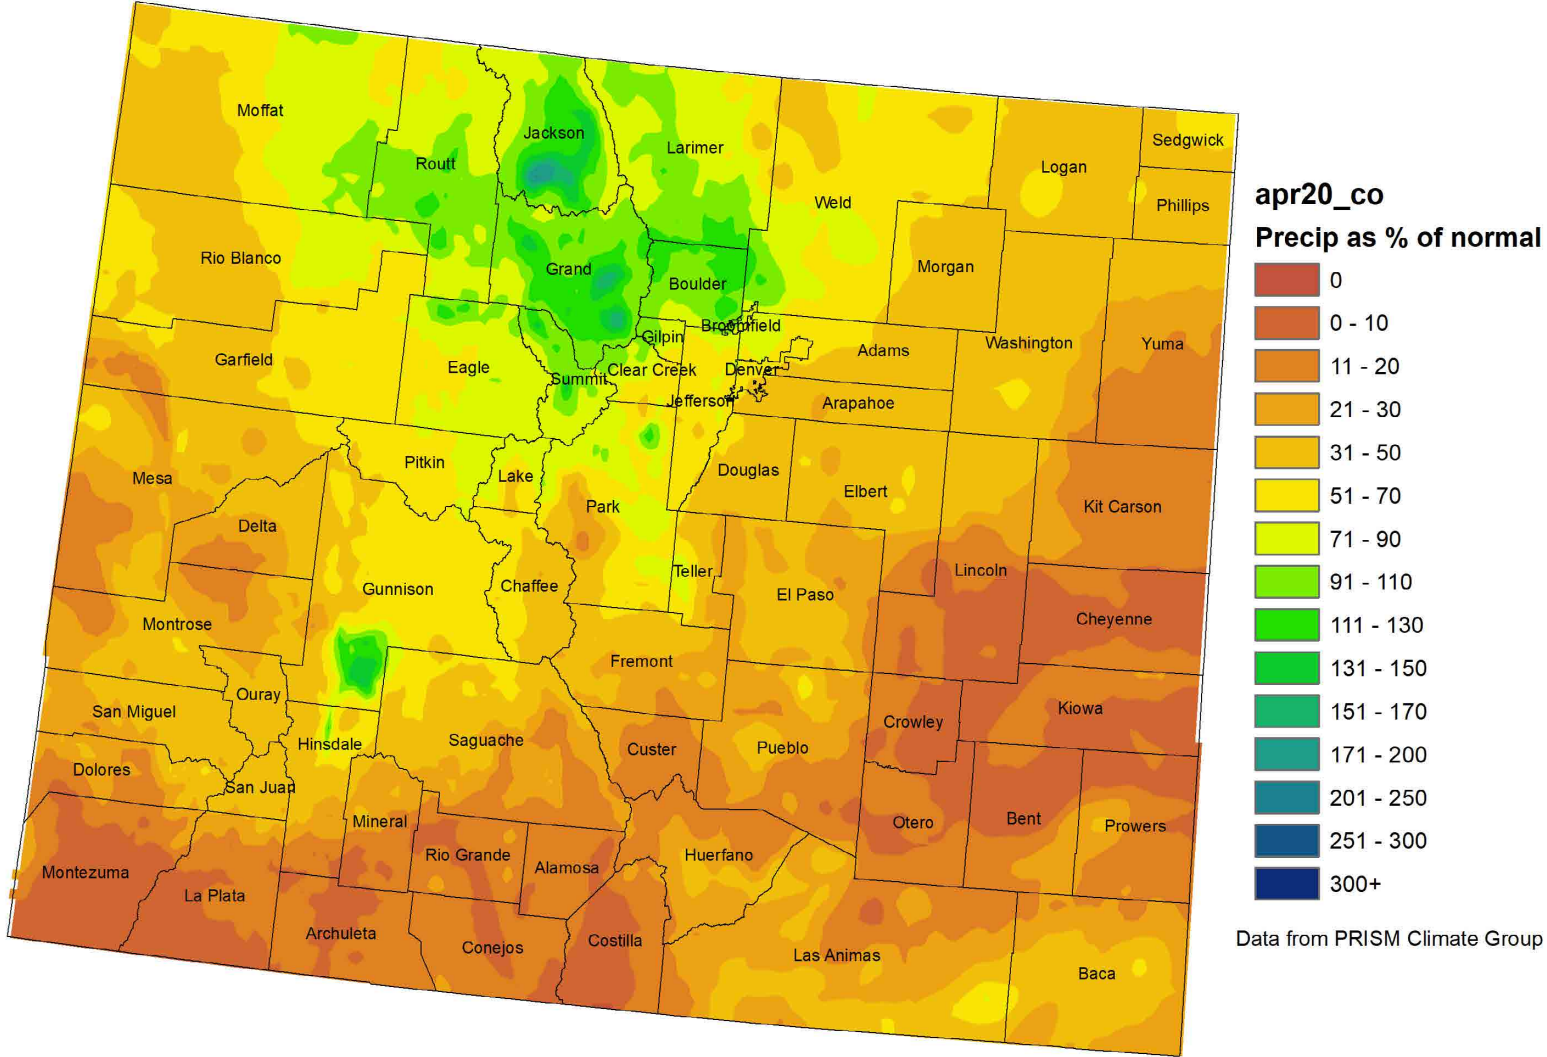 apr20_co
Precip as % of normal
0
0 - 10
11 - 20
21 - 30
31 - 50
51 - 70
71 - 90
91 - 110
111 - 130
131 - 150
151 - 170
171 - 200
201 - 250
251 - 300
300+
Data from PRISM Climate Group
Moffat
Routt
Jackson
Larimer
Weld
Logan
Sedgwick
Phillips
Rio Blanco
Grand
Boulder
Morgan
Broomfield
Gilpin
Garfield
Eagle
Summit
Clear Creek
Denver
Adams
Washington
Yuma
Jefferson
Arapahoe
Mesa
Pitkin
Lake
Park
Douglas
Elbert
Kit Carson
Delta
Gunnison
Chaffee
Teller
El Paso
Lincoln
Cheyenne
Montrose
Fremont
Ouray
San Miguel
Hinsdale
Saguache
Custer
Pueblo
Crowley
Kiowa
Dolores
San Juan
Mineral
Rio Grande
Alamosa
Huerfano
Otero
Bent
Prowers
Montezuma
La Plata
Archuleta
Conejos
Costilla
Las Animas
Baca